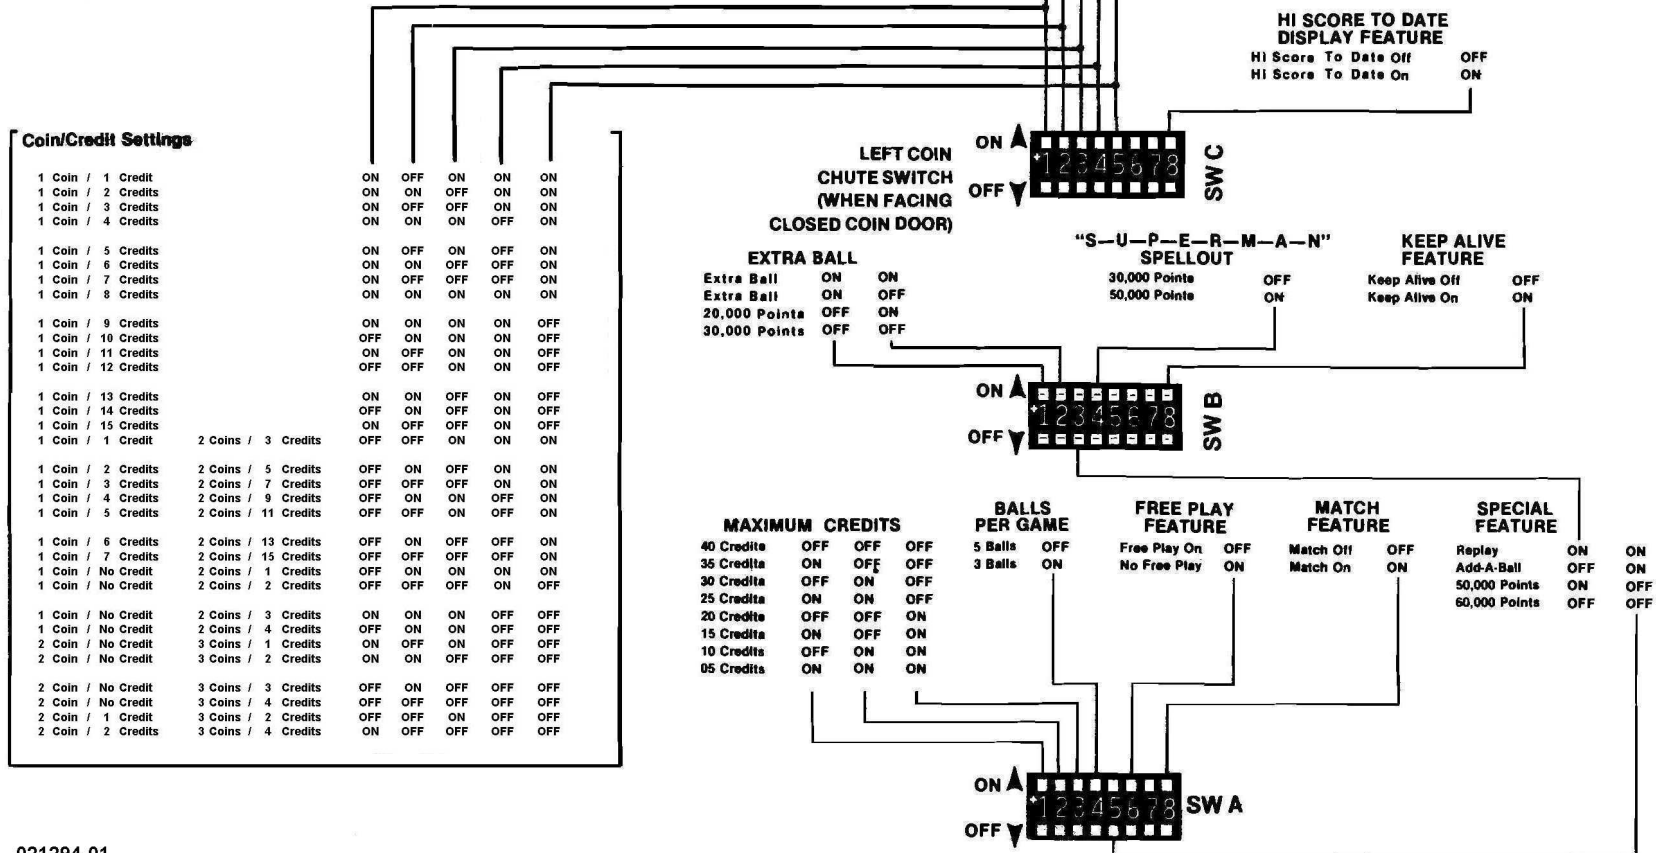 HI SCORE TO DATE
DISPLAY FEATURE
Hi Score To Date Off OFF
Hi Score To Date On ON
Coin/Credit Settings
1 Coin / 1 Credit ON OFF ON ON ON
1 Coin / 2 Credits ON ON OFF ON ON
1 Coin / 3 Credits ON OFF OFF ON ON
1 Coin / 4 Credits ON ON ON OFF ON
1 Coin / 5 Credits ON OFF ON OFF ON
1 Coin / 6 Credits ON ON OFF OFF ON
1 Coin / 7 Credits ON OFF OFF OFF ON
1 Coin / 8 Credits ON ON ON ON ON
1 Coin / 9 Credits ON ON ON ON OFF
1 Coin / 10 Credits OFF ON ON ON OFF
1 Coin / 11 Credits ON OFF ON ON OFF
1 Coin / 12 Credits OFF OFF ON ON OFF
1 Coin / 13 Credits ON ON OFF ON OFF
1 Coin / 14 Credits OFF ON OFF ON OFF
1 Coin / 15 Credits ON OFF OFF ON OFF
1 Coin / 1 Credit 2 Coins / 3 Credits OFF OFF ON ON ON
1 Coin / 2 Credits 2 Coins / 5 Credits OFF ON OFF ON ON
1 Coin / 3 Credits 2 Coins / 7 Credits OFF OFF OFF ON ON
1 Coin / 4 Credits 2 Coins / 9 Credits OFF ON ON OFF ON
1 Coin / 5 Credits 2 Coins / 11 Credits OFF OFF ON OFF ON
1 Coin / 6 Credits 2 Coins / 13 Credits OFF ON OFF OFF ON
1 Coin / 7 Credits 2 Coins / 15 Credits OFF OFF OFF OFF ON
1 Coin / No Credit 2 Coins / 1 Credits OFF ON ON ON ON
1 Coin / No Credit 2 Coins / 2 Credits OFF OFF OFF ON OFF
1 Coin / No Credit 2 Coins / 3 Credits ON ON ON OFF OFF
1 Coin / No Credit 2 Coins / 4 Credits OFF ON ON OFF OFF
2 Coin / No Credit 3 Coins / 1 Credits ON OFF ON OFF OFF
2 Coin / No Credit 3 Coins / 2 Credits ON ON OFF OFF OFF
2 Coin / No Credit 3 Coins / 3 Credits OFF ON OFF OFF OFF
2 Coin / No Credit 3 Coins / 4 Credits OFF OFF OFF OFF OFF
2 Coin / 1 Credit 3 Coins / 2 Credits OFF OFF ON OFF OFF
2 Coin / 2 Credits 3 Coins / 4 Credits ON OFF OFF OFF OFF
LEFT COIN
CHUTE SWITCH
(WHEN FACING
CLOSED COIN DOOR)
ON
OFF
12345678
SW C
EXTRA BALL
Extra Ball ON ON
Extra Ball ON OFF
20,000 Points OFF ON
30,000 Points OFF OFF
"S—U—P—E—R—M—A—N"
SPELLOUT
30,000 Points OFF
50,000 Points ON
KEEP ALIVE
FEATURE
Keep Alive Off OFF
Keep Alive On ON
ON
OFF
12345678
SW B
MAXIMUM CREDITS
40 Credits OFF OFF OFF
35 Credits ON OFF OFF
30 Credits OFF ON OFF
25 Credits ON ON OFF
20 Credits OFF OFF ON
15 Credits ON OFF ON
10 Credits OFF ON ON
05 Credits ON ON ON
BALLS
PER GAME
5 Balls OFF
3 Balls ON
FREE PLAY
FEATURE
Free Play On OFF
No Free Play ON
MATCH
FEATURE
Match Off OFF
Match On ON
SPECIAL
FEATURE
Replay ON ON
Add-A-Ball OFF ON
50,000 Points ON OFF
60,000 Points OFF OFF
ON
OFF
12345678
SW A